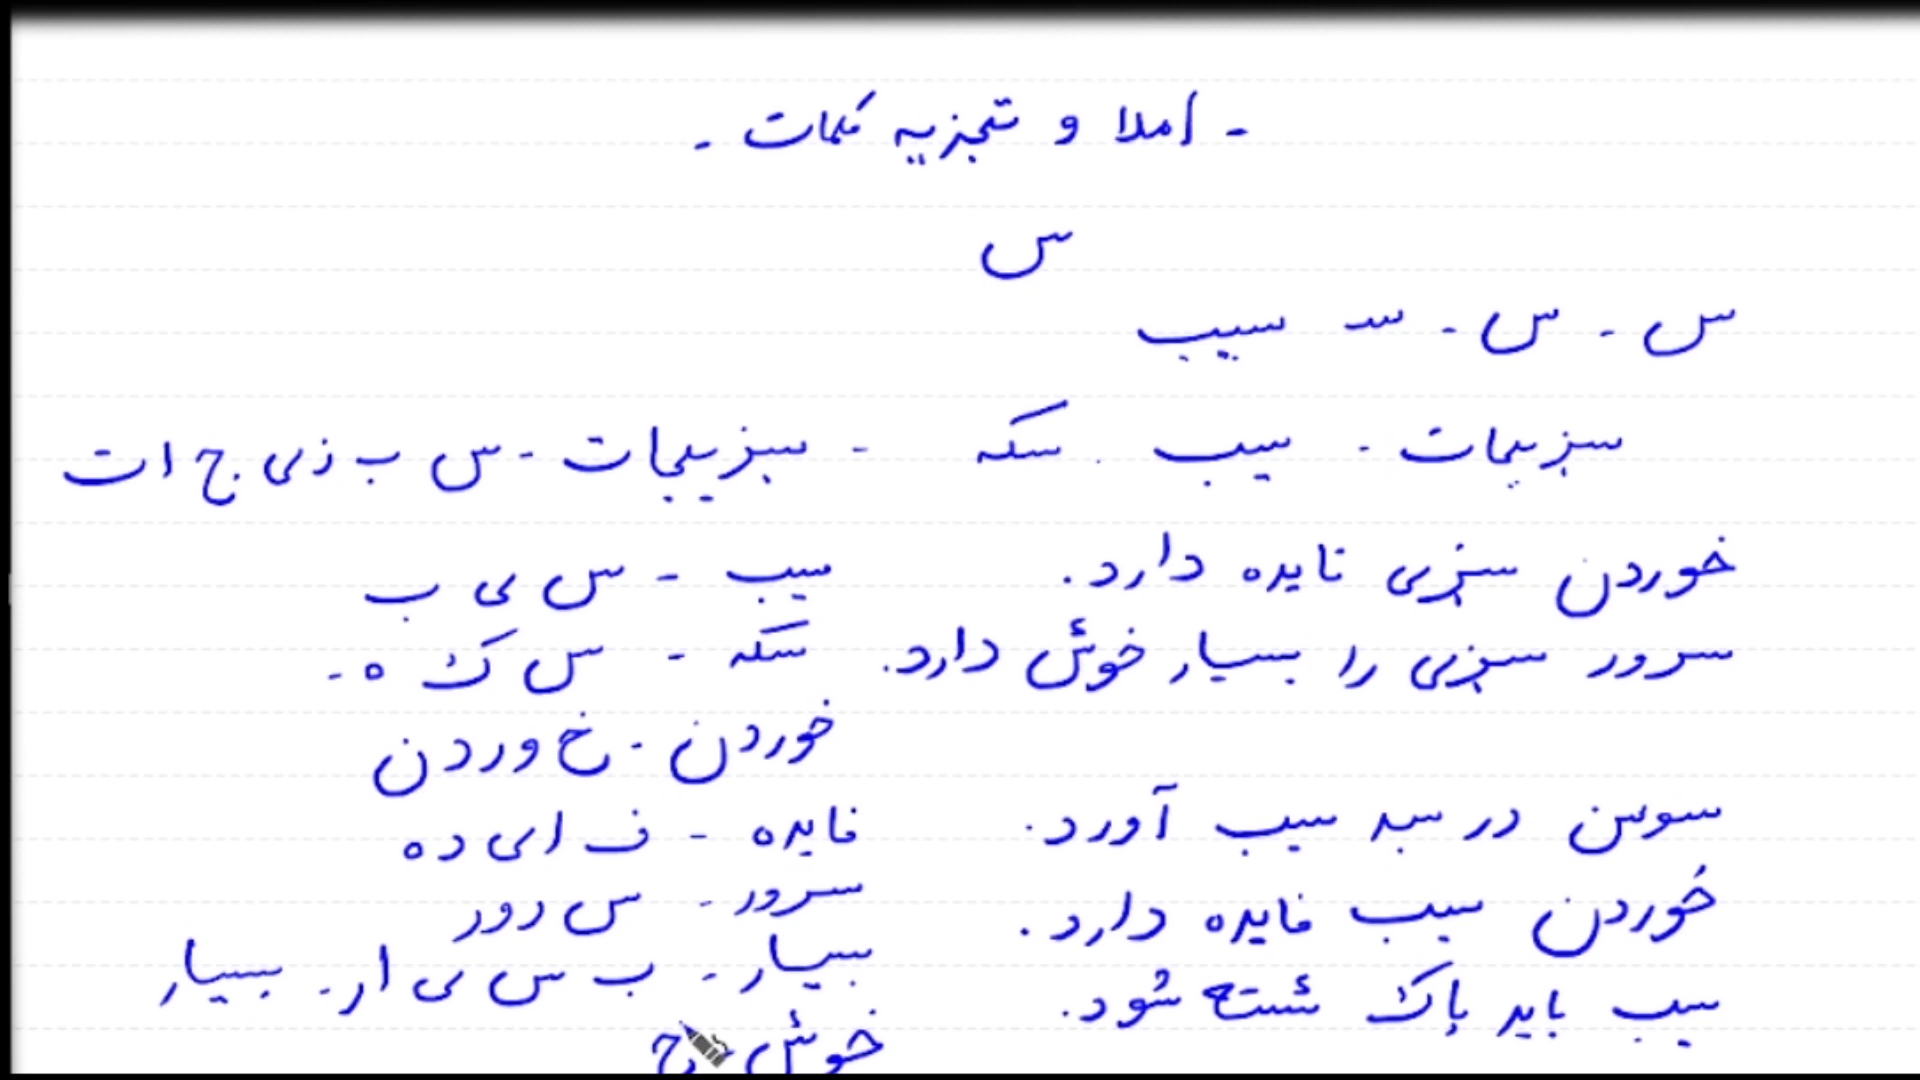 - املا و تجزیه کلمات -
س
س - س - سـ سیب
سبزیجات - سیب - سکه - سبزیجات - س ب ز ی ج ا ت
خوردن سبزی فایده دارد. سیب - س ی ب
سرور سبزی را بسیار خوش دارد. سکه - س ک ه -
خوردن - خ و ر د ن
سوسن در سبد سیب آورد. فایده - ف ا ی د ه
خوردن سیب فایده دارد. سرور - س ر و ر
سیب باید پاک شود. بسیار - ب س ی ا ر - بسیار
خوش - خ